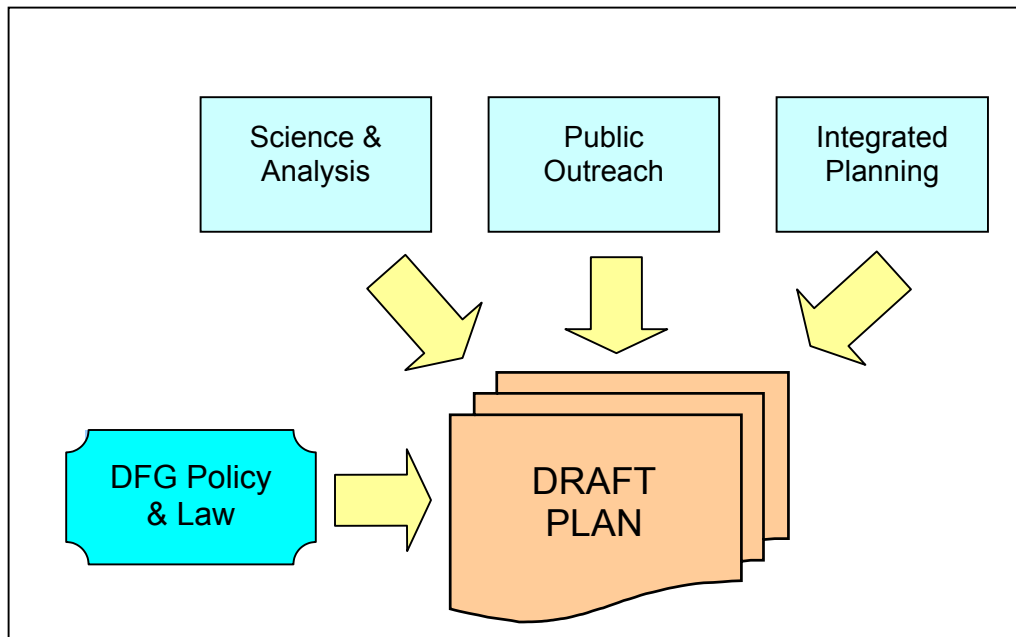 Science &
Analysis
Public
Outreach
Integrated
Planning
DFG Policy
& Law
DRAFT
PLAN